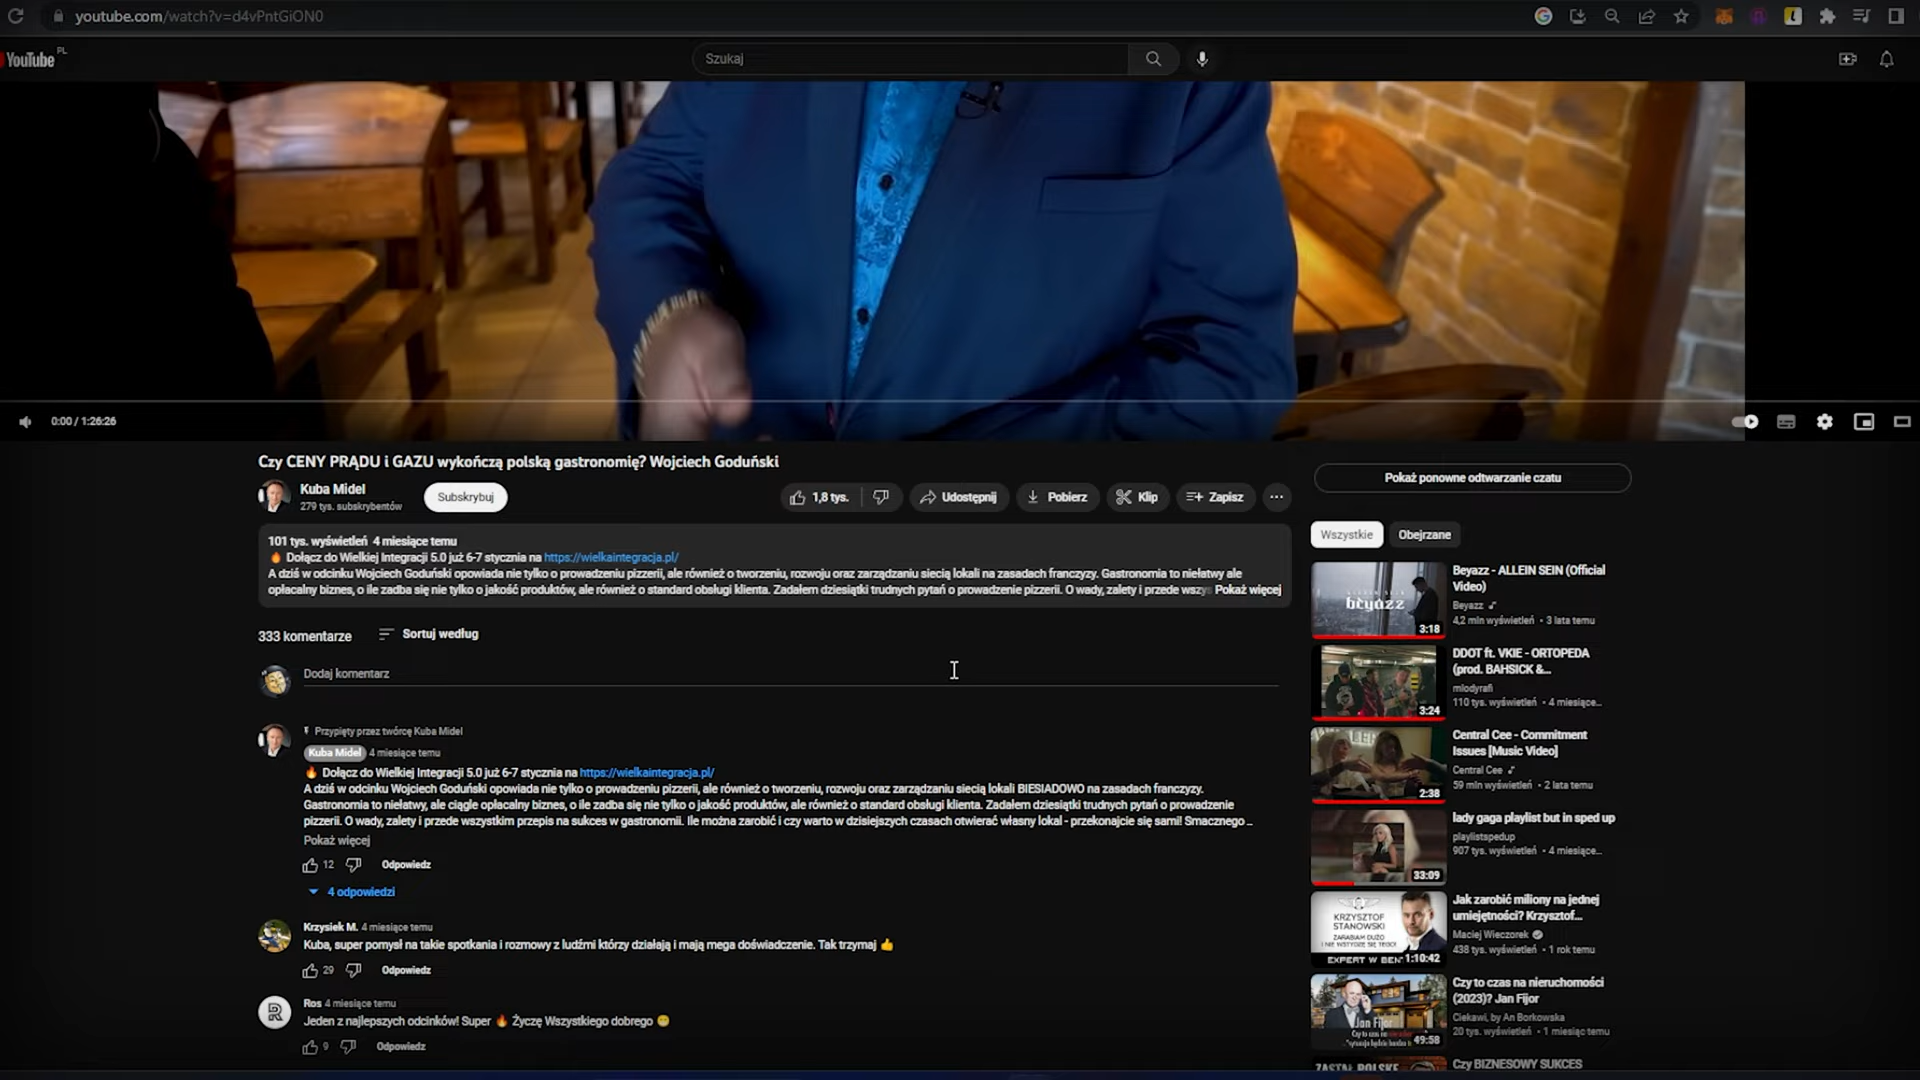 youtube.com/watch?v=d4vPntGiON0
YouTube PL
Szukaj
0:00 / 1:26:26
Czy CENY PRĄDU i GAZU wykończą polską gastronomię? Wojciech Goduński
Kuba Midel
279 tys. subskrybentów
Subskrybuj
1,8 tys.
Udostępnij
Pobierz
Klip
Zapisz
101 tys. wyświetleń 4 miesiące temu
🔥 Dołącz do Wielkiej Integracji 5.0 już 6-7 stycznia na https://wielkaintegracja.pl/
A dziś w odcinku Wojciech Goduński opowiada nie tylko o prowadzeniu pizzerii, ale również o tworzeniu, rozwoju oraz zarządzaniu siecią lokali na zasadach franczyzy. Gastronomia to niełatwy ale
opłacalny biznes, o ile zadba się nie tylko o jakość produktów, ale również o standard obsługi klienta. Zadałem dziesiątki trudnych pytań o prowadzenie pizzerii. O wady, zalety i przede wszys Pokaż więcej
333 komentarze
Sortuj według
Dodaj komentarz
Przypięty przez twórcę Kuba Midel
Kuba Midel 4 miesiące temu
🔥 Dołącz do Wielkiej Integracji 5.0 już 6-7 stycznia na https://wielkaintegracja.pl/
A dziś w odcinku Wojciech Goduński opowiada nie tylko o prowadzeniu pizzerii, ale również o tworzeniu, rozwoju oraz zarządzaniu siecią lokali BIESIADOWO na zasadach franczyzy.
Gastronomia to niełatwy, ale ciągle opłacalny biznes, o ile zadba się nie tylko o jakość produktów, ale również o standard obsługi klienta. Zadałem dziesiątki trudnych pytań o prowadzenie
pizzerii. O wady, zalety i przede wszystkim przepis na sukces w gastronomii. Ile można zarobić i czy warto w dzisiejszych czasach otwierać własny lokal - przekonajcie się sami! Smacznego ..
Pokaż więcej
12
Odpowiedz
4 odpowiedzi
Krzysiek M. 4 miesiące temu
Kuba, super pomysł na takie spotkania i rozmowy z ludźmi którzy działają i mają mega doświadczenie. Tak trzymaj 👍
29
Odpowiedz
R
Ros 4 miesiące temu
Jeden z najlepszych odcinków! Super 🔥 Życzę Wszystkiego dobrego 😁
9
Odpowiedz
Pokaż ponowne odtwarzanie czatu
Wszystkie
Obejrzane
beyazz
3:18
Beyazz - ALLEIN SEIN (Official
Video)
Beyazz
4,2 mln wyświetleń • 3 lata temu
3:24
DDOT ft. VKIE - ORTOPEDA
(prod. BAHSICK &...
mlodyrafi
110 tys. wyświetleń • 4 miesiące...
2:38
Central Cee - Commitment
Issues [Music Video]
Central Cee
59 mln wyświetleń • 2 lata temu
33:09
lady gaga playlist but in sped up
playlistspedup
907 tys. wyświetleń • 4 miesiące...
KRZYSZTOF
STANOWSKI
ZARABIAM DUŻO
I NIE WSTYDZĘ SIĘ TEGO!
EXPERT W BEN
1:10:42
Jak zarobić miliony na jednej
umiejętności? Krzysztof...
Maciej Wieczorek
438 tys. wyświetleń • 1 rok temu
Jan Fijor
49:58
Czy to czas na nieruchomości
(2023)? Jan Fijor
Ciekawi, by An Borkowska
20 tys. wyświetleń • 1 miesiąc temu
ZASTAŁ POLSKĘ
Czy BIZNESOWY SUKCES